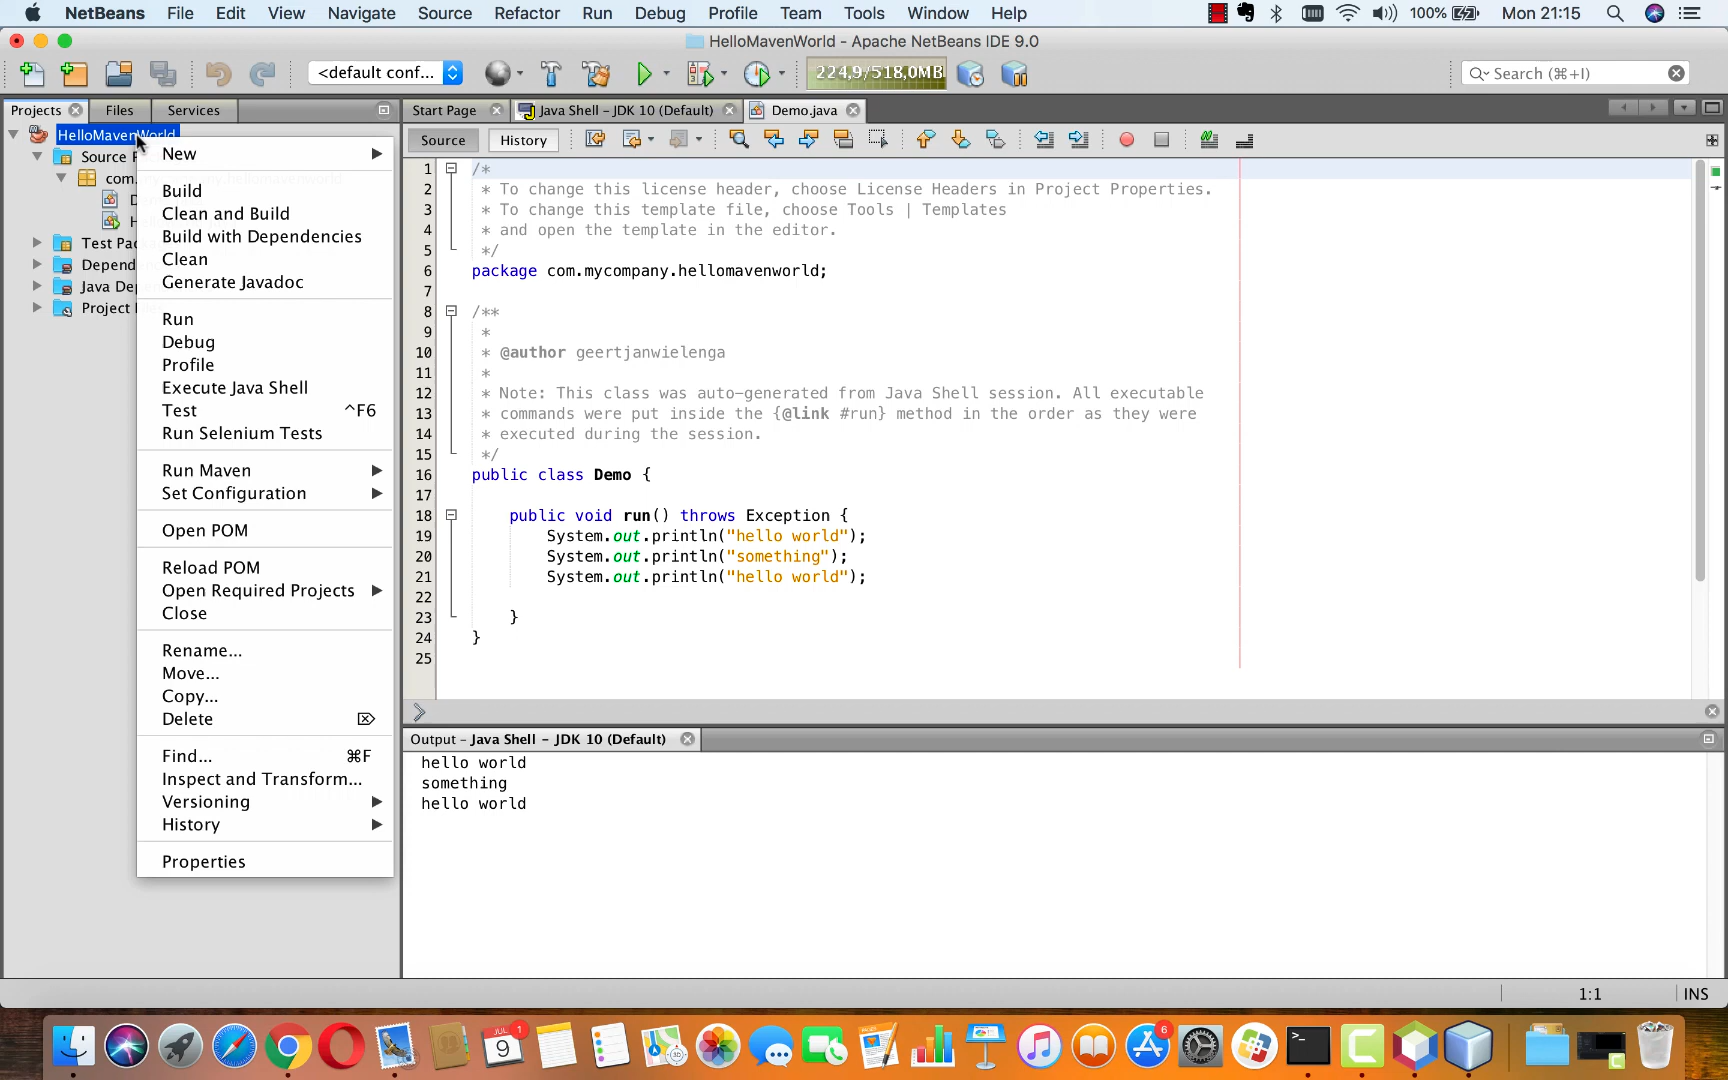 NetBeans File Edit View Navigate Source Refactor Run Debug Profile Team Tools Window Help 100% Mon 21:15
HelloMavenWorld - Apache NetBeans IDE 9.0
<default conf... 224,9/518,0MB Search (⌘+I)
Projects Files Services Start Page Java Shell - JDK 10 (Default) Demo.java
HelloMavenWorld
Source
com.
Test Pac
Depend
Java De
Project
New
Build
Clean and Build
Build with Dependencies
Clean
Generate Javadoc
Run
Debug
Profile
Execute Java Shell
Test ^F6
Run Selenium Tests
Run Maven
Set Configuration
Open POM
Reload POM
Open Required Projects
Close
Rename...
Move...
Copy...
Delete ⌦
Find... ⌘F
Inspect and Transform...
Versioning
History
Properties
Source History
1 /*
2 * To change this license header, choose License Headers in Project Properties.
3 * To change this template file, choose Tools | Templates
4 * and open the template in the editor.
5 */
6 package com.mycompany.hellomavenworld;
7
8 /**
9 *
10 * @author geertjanwielenga
11 *
12 * Note: This class was auto-generated from Java Shell session. All executable
13 * commands were put inside the {@link #run} method in the order as they were
14 * executed during the session.
15 */
16 public class Demo {
17
18 public void run() throws Exception {
19 System.out.println("hello world");
20 System.out.println("something");
21 System.out.println("hello world");
22
23 }
24 }
25
Output - Java Shell - JDK 10 (Default)
hello world
something
hello world
1:1 INS
JUL 1
9
6